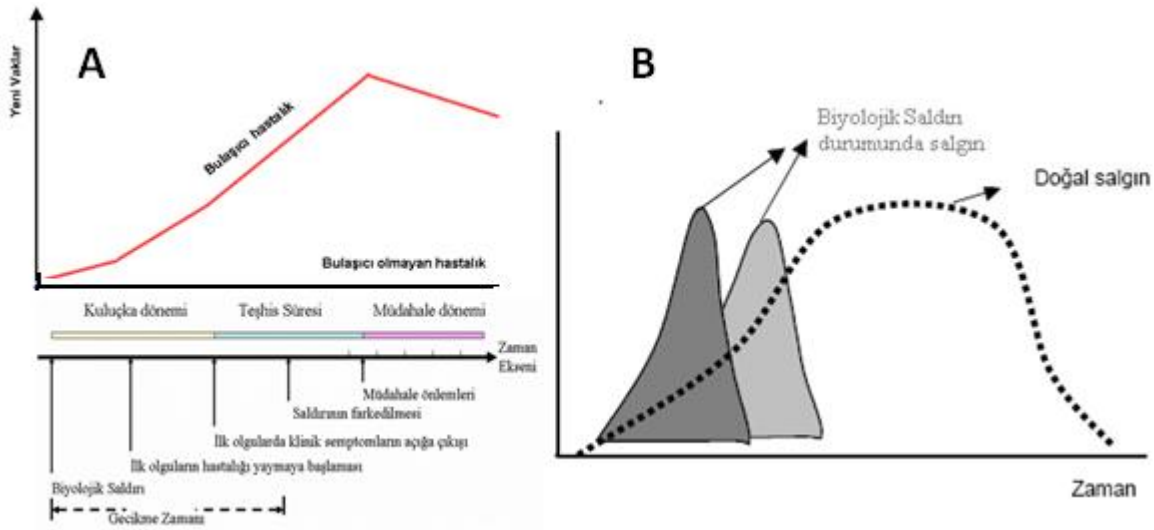 A
Yeni Vaklar
Bulaşıcı hastalık
Bulaşıcı olmayan hastalık
Kuluçka dönemi Teşhis Süresi Müdahale dönemi
Zaman
Ekseni
Müdahale önlemleri
Saldırının farkedilmesi
İlk olgularda klinik semptomların açığa çıkışı
İlk olguların hastalığı yaymaya başlaması
Biyolojik Saldırı
Gecikme Zamanı
B
Biyolojik Saldırı
durumunda salgın
Doğal salgın
Zaman